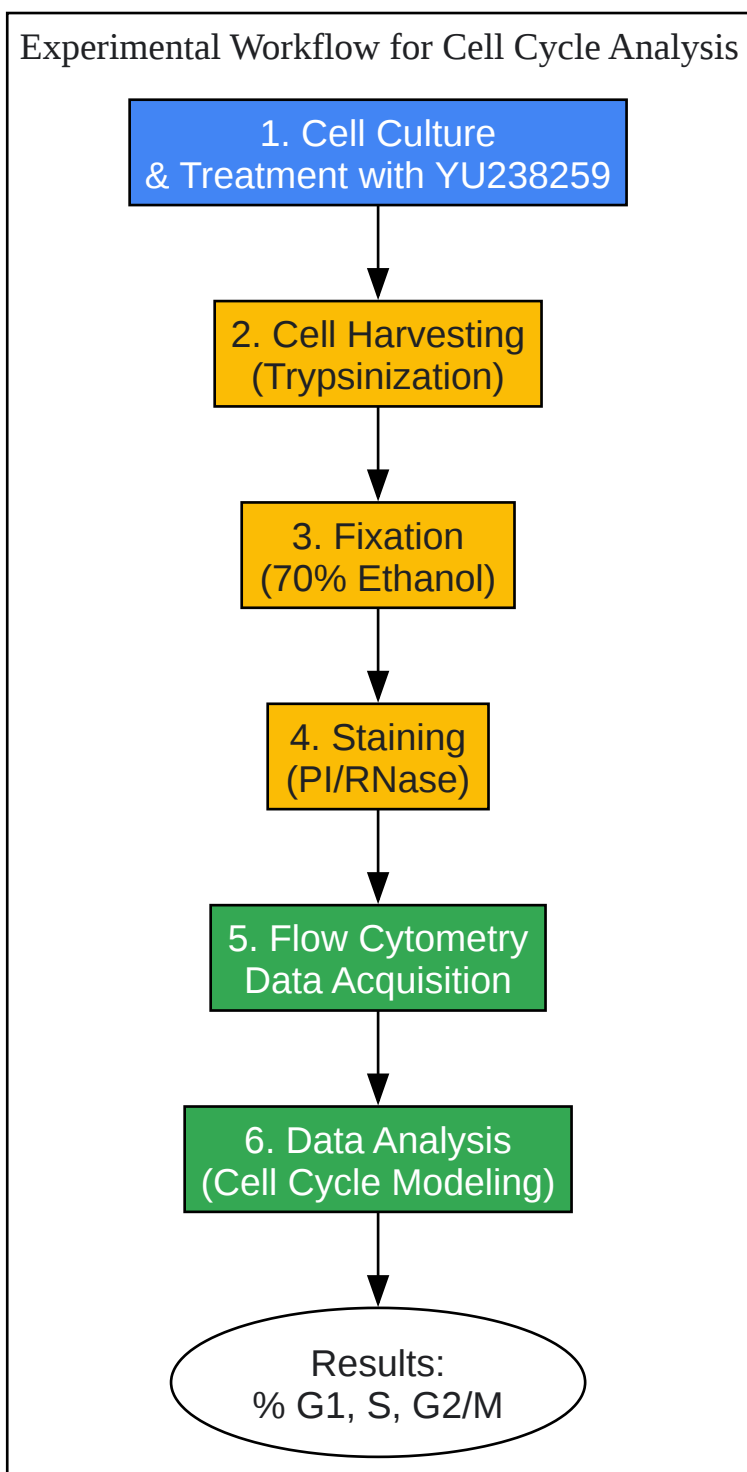 Experimental Workflow for Cell Cycle Analysis
1. Cell Culture
& Treatment with YU238259
2. Cell Harvesting
(Trypsinization)
3. Fixation
(70% Ethanol)
4. Staining
(PI/RNase)
5. Flow Cytometry
Data Acquisition
6. Data Analysis
(Cell Cycle Modeling)
Results:
% G1, S, G2/M